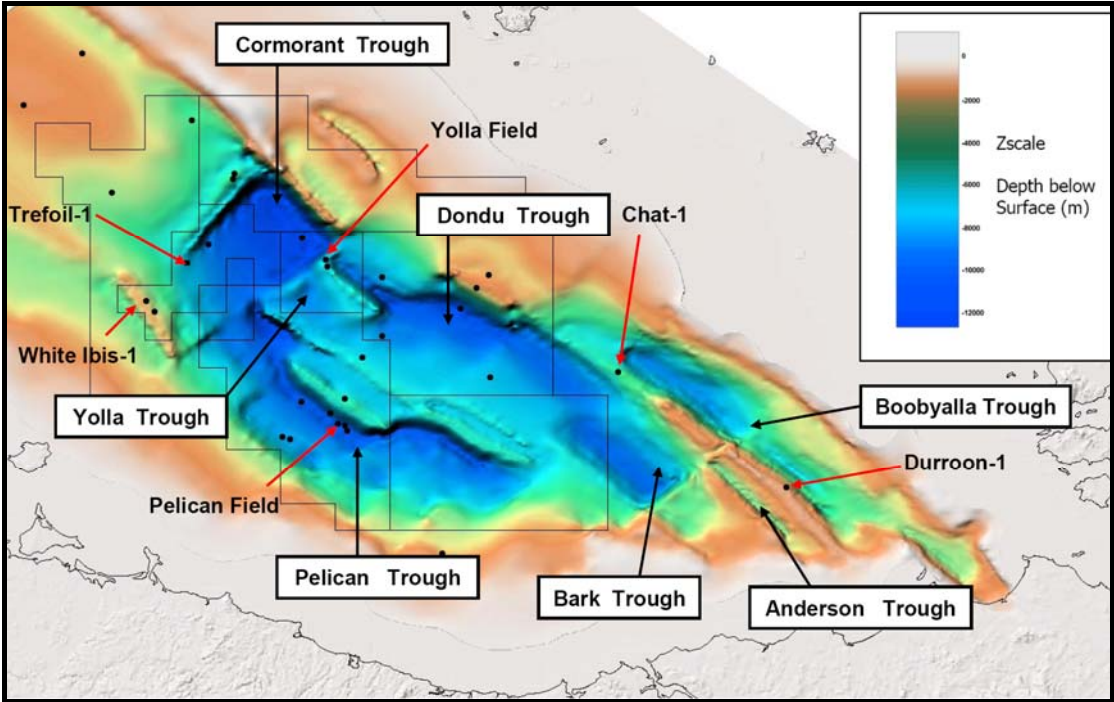 Cormorant Trough
Yolla Field
Dondu Trough
Chat-1
Trefoil-1
White Ibis-1
Yolla Trough
Boobyalla Trough
Durroon-1
Pelican Field
Pelican Trough
Bark Trough
Anderson Trough
0
-2000
-4000
-6000
-8000
-10000
-12000
Zscale
Depth below
Surface (m)